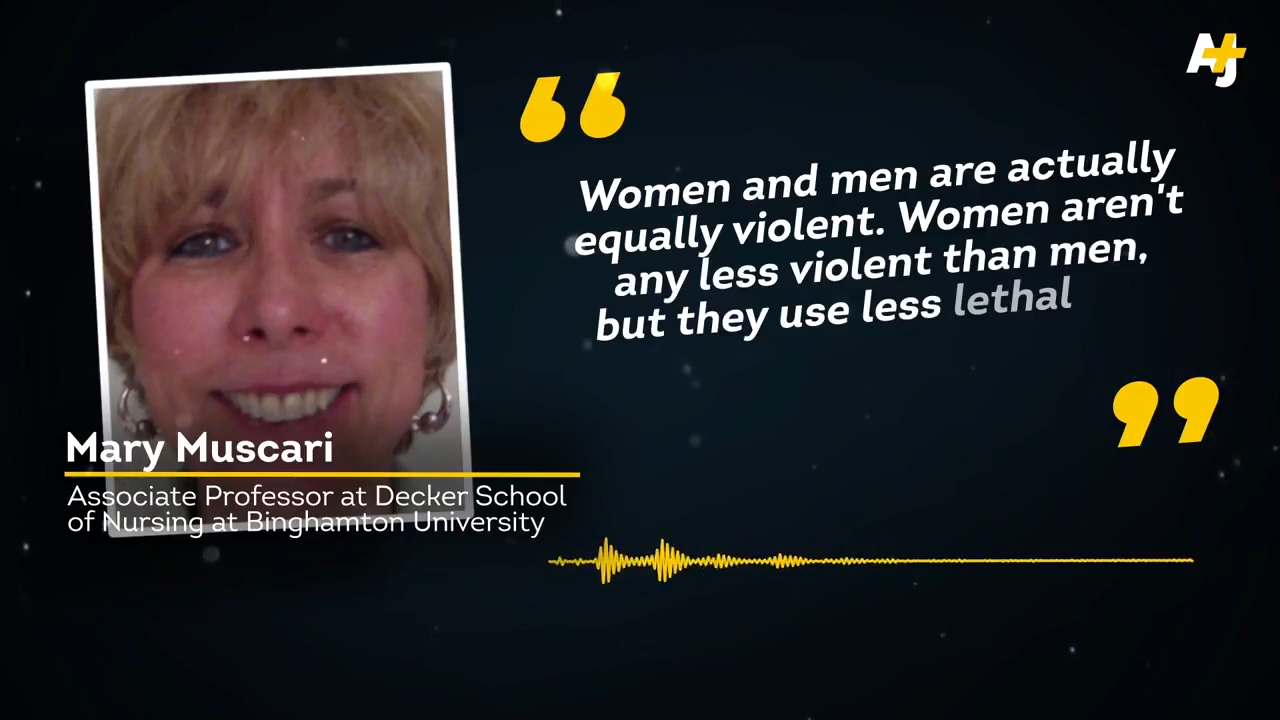 AJ+
“
Women and men are actually
equally violent. Women aren't
any less violent than men,
but they use less lethal
”
Mary Muscari
Associate Professor at Decker School
of Nursing at Binghamton University